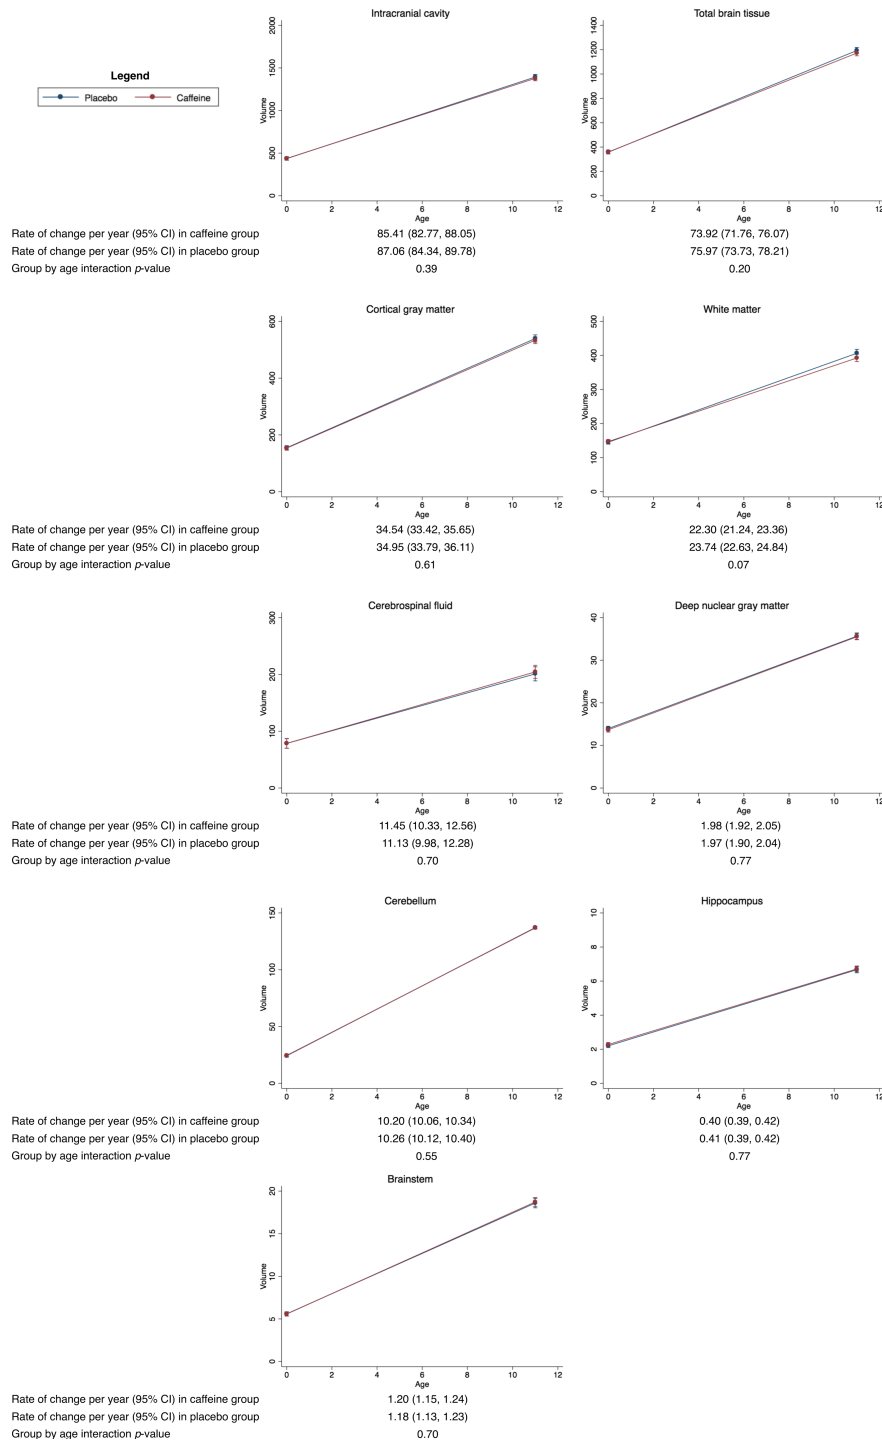 Intracranial cavity
Total brain tissue
Legend
Placebo Caffeine
Volume
0 500 1000 1500 2000
0 2 4 6 8 10 12
Age
Volume
0 200 400 600 800 1000 1200 1400
0 2 4 6 8 10 12
Age
Rate of change per year (95% CI) in caffeine group 85.41 (82.77, 88.05) 73.92 (71.76, 76.07)
Rate of change per year (95% CI) in placebo group 87.06 (84.34, 89.78) 75.97 (73.73, 78.21)
Group by age interaction p-value 0.39 0.20
Cortical gray matter
White matter
Volume
0 200 400 600
0 2 4 6 8 10 12
Age
Volume
0 100 200 300 400 500
0 2 4 6 8 10 12
Age
Rate of change per year (95% CI) in caffeine group 34.54 (33.42, 35.65) 22.30 (21.24, 23.36)
Rate of change per year (95% CI) in placebo group 34.95 (33.79, 36.11) 23.74 (22.63, 24.84)
Group by age interaction p-value 0.61 0.07
Cerebrospinal fluid
Deep nuclear gray matter
Volume
0 100 200 300
0 2 4 6 8 10 12
Age
Volume
0 10 20 30 40
0 2 4 6 8 10 12
Age
Rate of change per year (95% CI) in caffeine group 11.45 (10.33, 12.56) 1.98 (1.92, 2.05)
Rate of change per year (95% CI) in placebo group 11.13 (9.98, 12.28) 1.97 (1.90, 2.04)
Group by age interaction p-value 0.70 0.77
Cerebellum
Hippocampus
Volume
0 50 100 150
0 2 4 6 8 10 12
Age
Volume
0 2 4 6 8 10
0 2 4 6 8 10 12
Age
Rate of change per year (95% CI) in caffeine group 10.20 (10.06, 10.34) 0.40 (0.39, 0.42)
Rate of change per year (95% CI) in placebo group 10.26 (10.12, 10.40) 0.41 (0.39, 0.42)
Group by age interaction p-value 0.55 0.77
Brainstem
Volume
0 5 10 15 20
0 2 4 6 8 10 12
Age
Rate of change per year (95% CI) in caffeine group 1.20 (1.15, 1.24)
Rate of change per year (95% CI) in placebo group 1.18 (1.13, 1.23)
Group by age interaction p-value 0.70